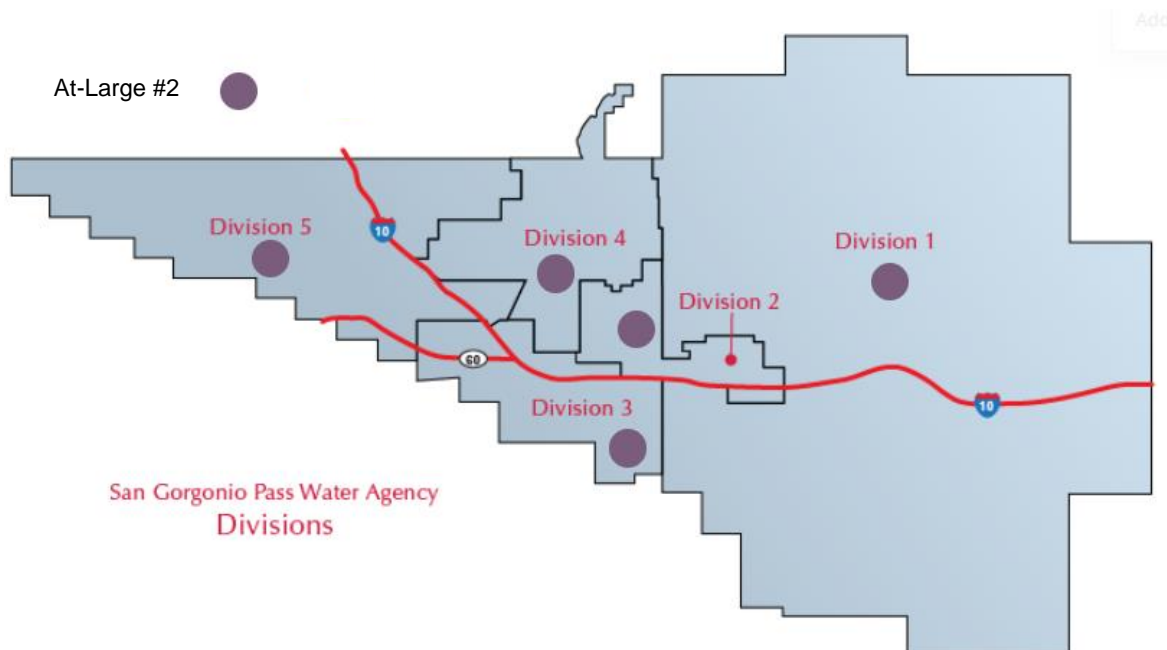 Add
At-Large #2
Division 5
10
Division 4
Division 1
Division 2
60
Division 3
10
San Gorgonio Pass Water Agency
Divisions